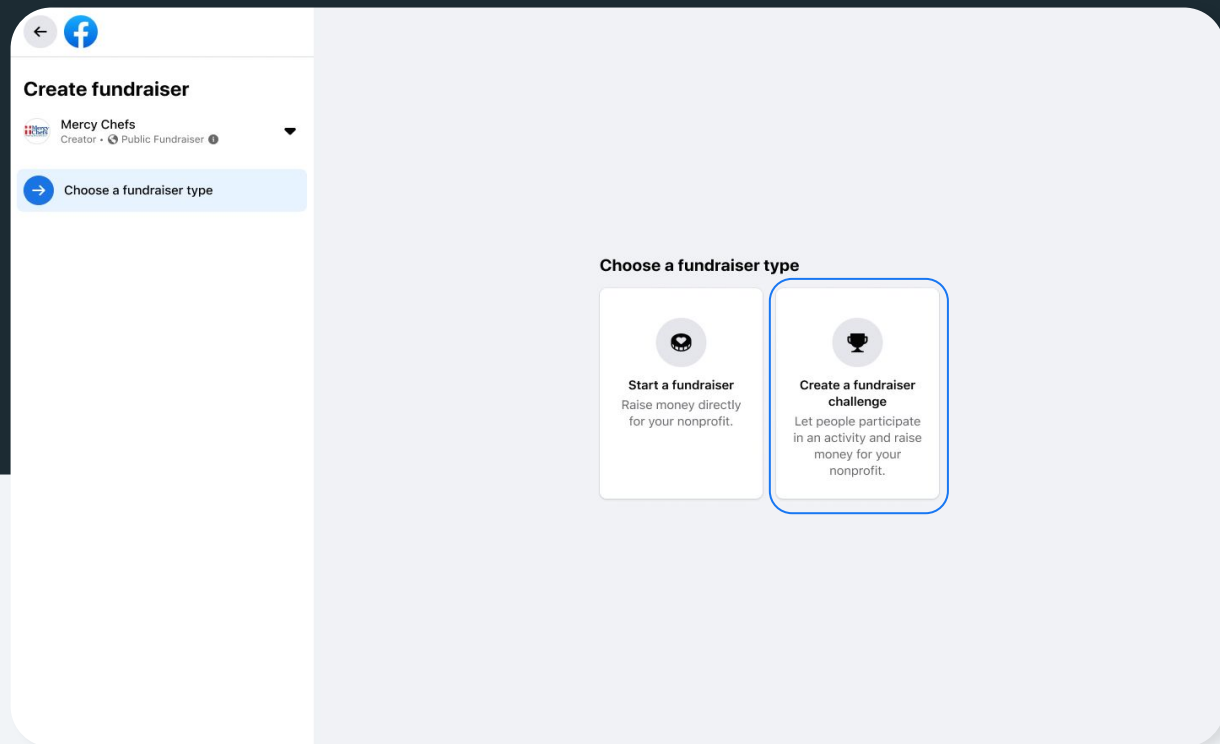 Create fundraiser
Mercy Chefs
Creator • Public Fundraiser
Choose a fundraiser type
Choose a fundraiser type
Start a fundraiser
Raise money directly
for your nonprofit.
Create a fundraiser
challenge
Let people participate
in an activity and raise
money for your
nonprofit.